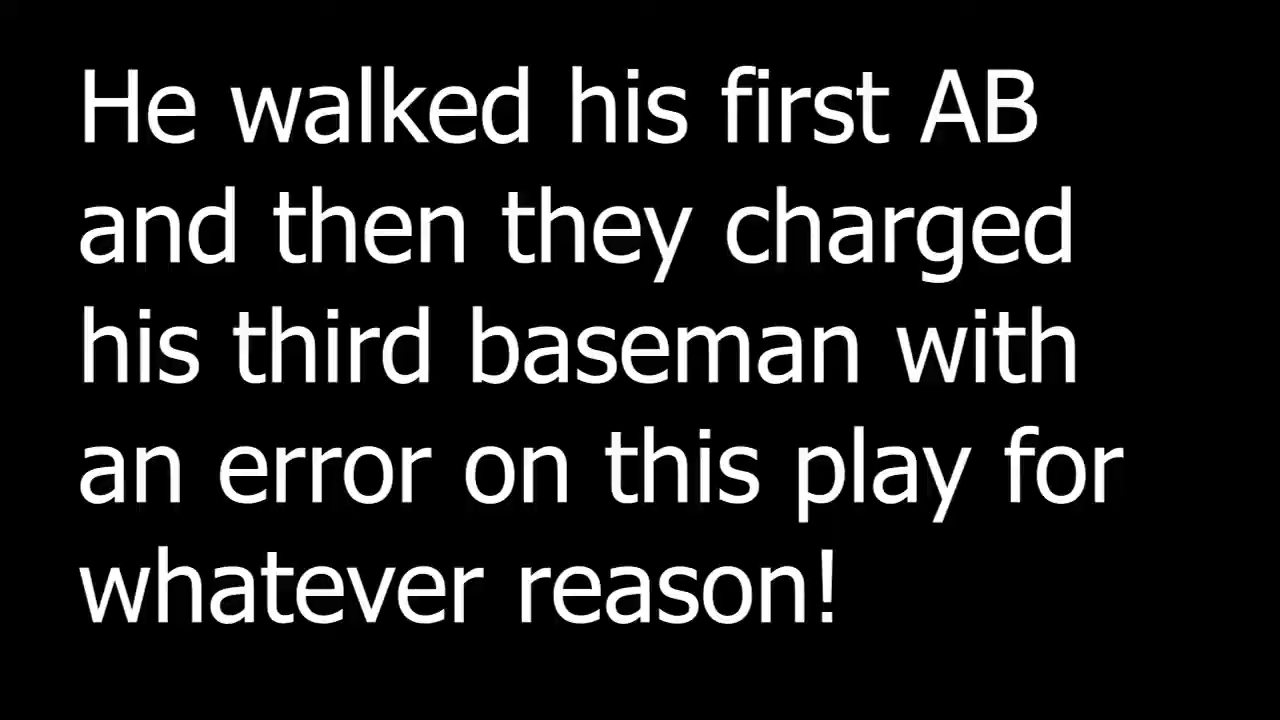 He walked his first AB
and then they charged
his third baseman with
an error on this play for
whatever reason!